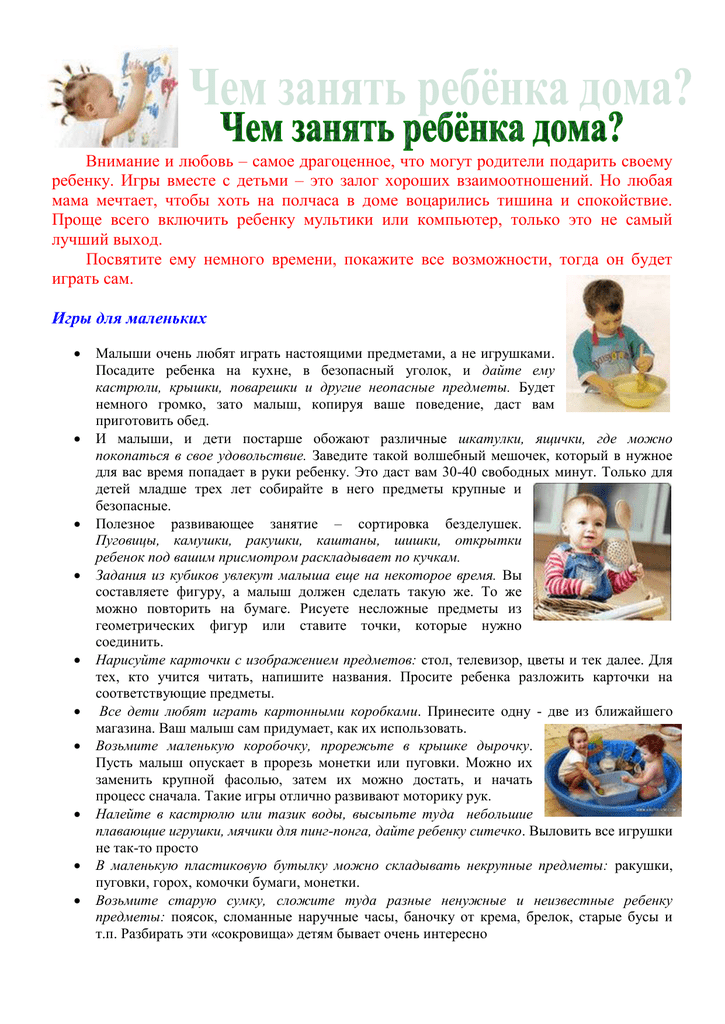 Чем занять ребёнка дома?
Чем занять ребёнка дома?
Внимание и любовь – самое драгоценное, что могут родители подарить своему
ребенку. Игры вместе с детьми – это залог хороших взаимоотношений. Но любая
мама мечтает, чтобы хоть на полчаса в доме воцарились тишина и спокойствие.
Проще всего включить ребенку мультики или компьютер, только это не самый
лучший выход.
Посвятите ему немного времени, покажите все возможности, тогда он будет
играть сам.
Игры для маленьких
• Малыши очень любят играть настоящими предметами, а не игрушками.
Посадите ребенка на кухне, в безопасный уголок, и дайте ему
кастрюли, крышки, поварешки и другие неопасные предметы. Будет
немного громко, зато малыш, копируя ваше поведение, даст вам
приготовить обед.
• И малыши, и дети постарше обожают различные шкатулки, ящички, где можно
покопаться в свое удовольствие. Заведите такой волшебный мешочек, который в нужное
для вас время попадает в руки ребенку. Это даст вам 30-40 свободных минут. Только для
детей младше трех лет собирайте в него предметы крупные и
безопасные.
• Полезное развивающее занятие – сортировка безделушек.
Пуговицы, камушки, ракушки, каштаны, шишки, открытки
ребенок под вашим присмотром раскладывает по кучкам.
• Задания из кубиков увлекут малыша еще на некоторое время. Вы
составляете фигуру, а малыш должен сделать такую же. То же
можно повторить на бумаге. Рисуете несложные предметы из
геометрических фигур или ставите точки, которые нужно
соединить.
• Нарисуйте карточки с изображением предметов: стол, телевизор, цветы и тек далее. Для
тех, кто учится читать, напишите названия. Просите ребенка разложить карточки на
соответствующие предметы.
• Все дети любят играть картонными коробками. Принесите одну - две из ближайшего
магазина. Ваш малыш сам придумает, как их использовать.
• Возьмите маленькую коробочку, прорежьте в крышке дырочку.
Пусть малыш опускает в прорезь монетки или пуговки. Можно их
заменить крупной фасолью, затем их можно достать, и начать
процесс сначала. Такие игры отлично развивают моторику рук.
• Налейте в кастрюлю или тазик воды, высыпьте туда небольшие
плавающие игрушки, мячики для пинг-понга, дайте ребенку ситечко. Выловить все игрушки
не так-то просто
• В маленькую пластиковую бутылку можно складывать некрупные предметы: ракушки,
пуговки, горох, комочки бумаги, монетки.
• Возьмите старую сумку, сложите туда разные ненужные и неизвестные ребенку
предметы: поясок, сломанные наручные часы, баночку от крема, брелок, старые бусы и
т.п. Разбирать эти «сокровища» детям бывает очень интересно